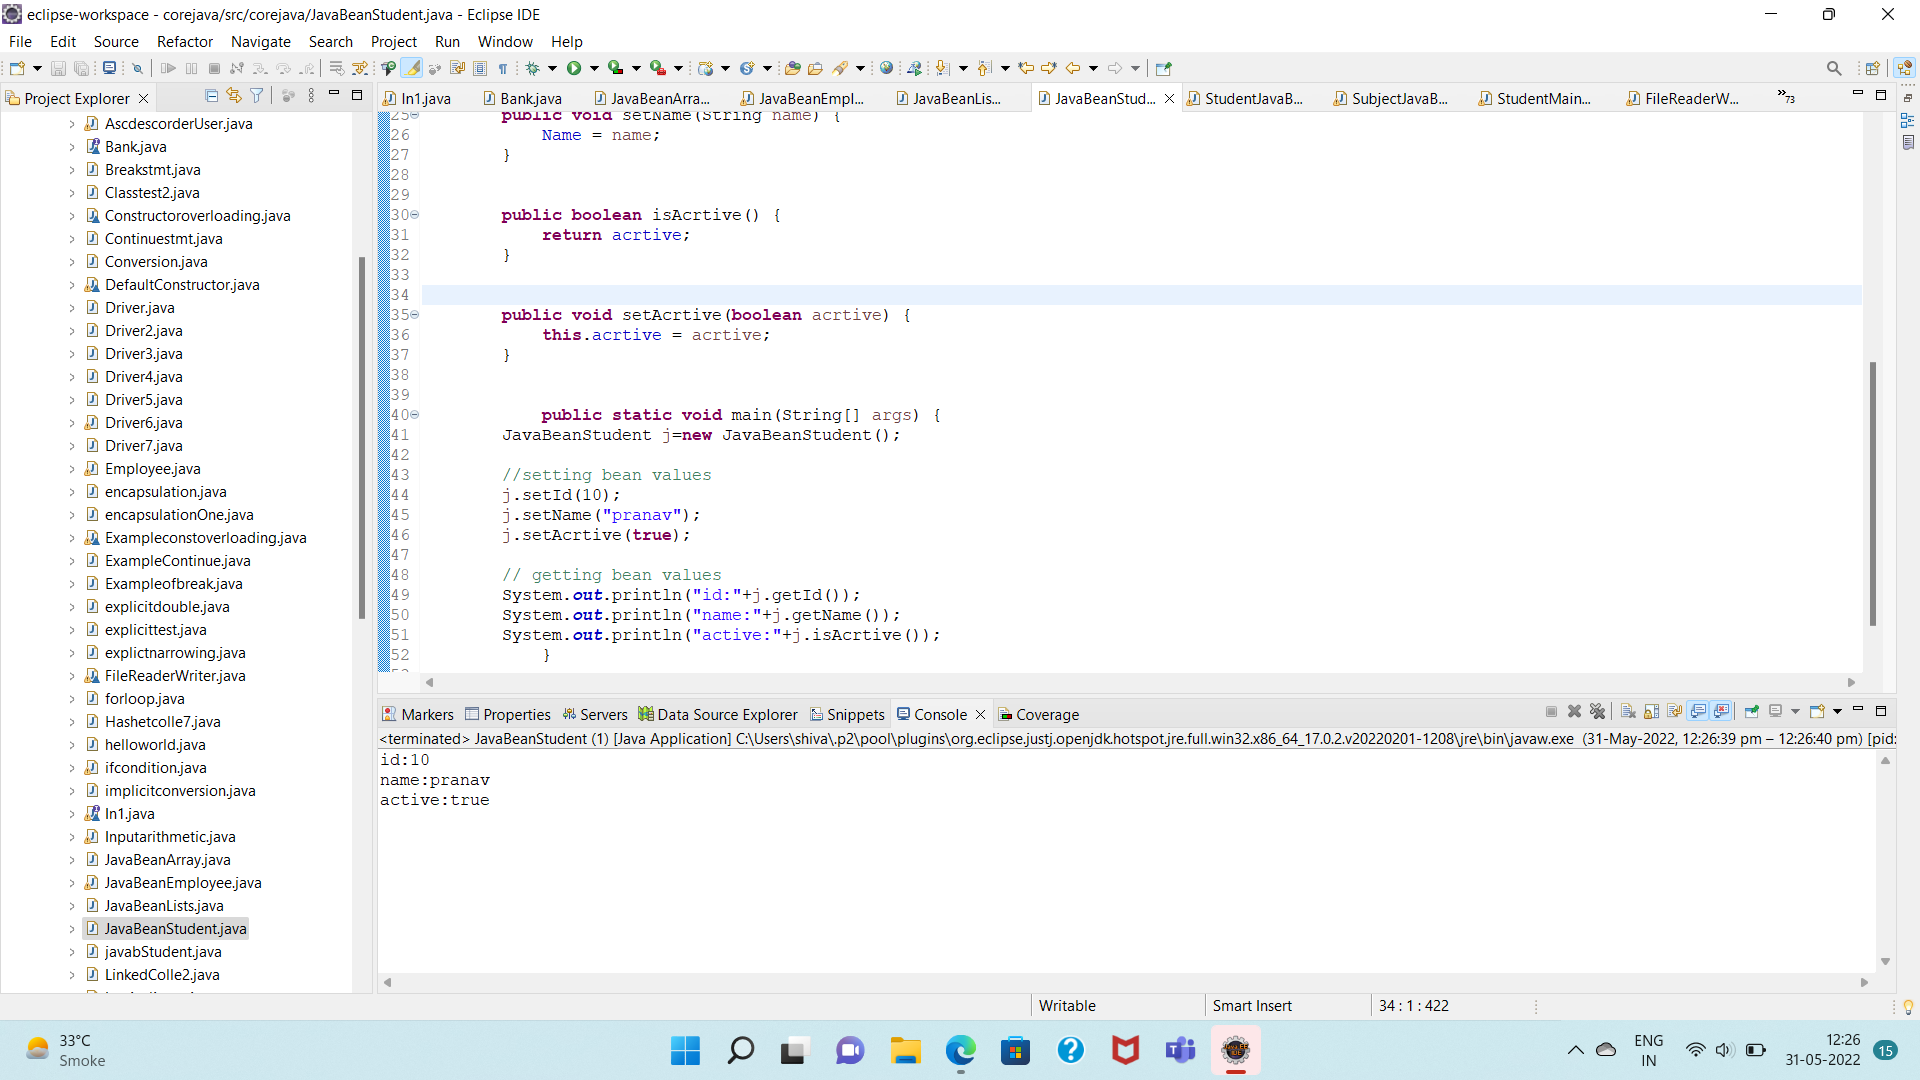 eclipse-workspace - corejava/src/corejava/JavaBeanStudent.java - Eclipse IDE
File Edit Source Refactor Navigate Search Project Run Window Help
Project Explorer
In1.java Bank.java JavaBeanArra... JavaBeanEmpl... JavaBeanLis... JavaBeanStud... StudentJavaB... SubjectJavaB... StudentMain... FileReaderW... »73
AscdescorderUser.java
Bank.java
Breakstmt.java
Classtest2.java
Constructoroverloading.java
Continuestmt.java
Conversion.java
DefaultConstructor.java
Driver.java
Driver2.java
Driver3.java
Driver4.java
Driver5.java
Driver6.java
Driver7.java
Employee.java
encapsulation.java
encapsulationOne.java
Exampleconstoverloading.java
ExampleContinue.java
Exampleofbreak.java
explicitdouble.java
explicittest.java
explictnarrowing.java
FileReaderWriter.java
forloop.java
Hashetcolle7.java
helloworld.java
ifcondition.java
implicitconversion.java
In1.java
Inputarithmetic.java
JavaBeanArray.java
JavaBeanEmployee.java
JavaBeanLists.java
JavaBeanStudent.java
javabStudent.java
LinkedColle2.java
25 public void setName(String name) {
26 Name = name;
27 }
28
29
30 public boolean isAcrtive() {
31 return acrtive;
32 }
33
34
35 public void setAcrtive(boolean acrtive) {
36 this.acrtive = acrtive;
37 }
38
39
40 public static void main(String[] args) {
41 JavaBeanStudent j=new JavaBeanStudent();
42
43 //setting bean values
44 j.setId(10);
45 j.setName("pranav");
46 j.setAcrtive(true);
47
48 // getting bean values
49 System.out.println("id:"+j.getId());
50 System.out.println("name:"+j.getName());
51 System.out.println("active:"+j.isAcrtive());
52 }
Markers Properties Servers Data Source Explorer Snippets Console Coverage
<terminated> JavaBeanStudent (1) [Java Application] C:\Users\shiva\.p2\pool\plugins\org.eclipse.justj.openjdk.hotspot.jre.full.win32.x86_64_17.0.2.v20220201-1208\jre\bin\javaw.exe (31-May-2022, 12:26:39 pm – 12:26:40 pm) [pid:
id:10
name:pranav
active:true
Writable Smart Insert 34 : 1 : 422
33°C
Smoke
ENG
IN
12:26
31-05-2022
15